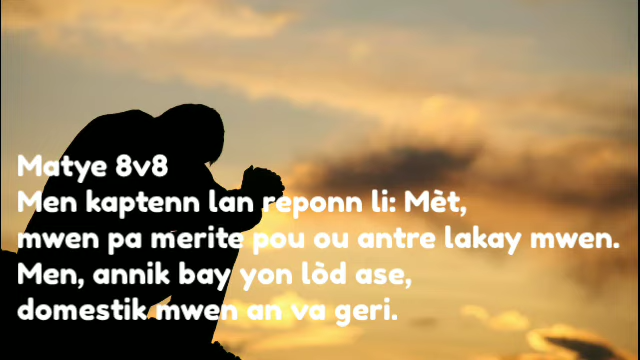 Matye 8v8
Men kaptenn lan reponn li: Mèt,
mwen pa merite pou ou antre lakay mwen.
Men, annik bay yon lòd ase,
domestik mwen an va geri.